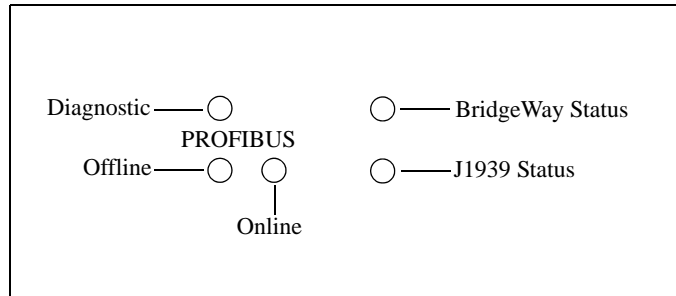 Diagnostic
BridgeWay Status
PROFIBUS
Offline
J1939 Status
Online